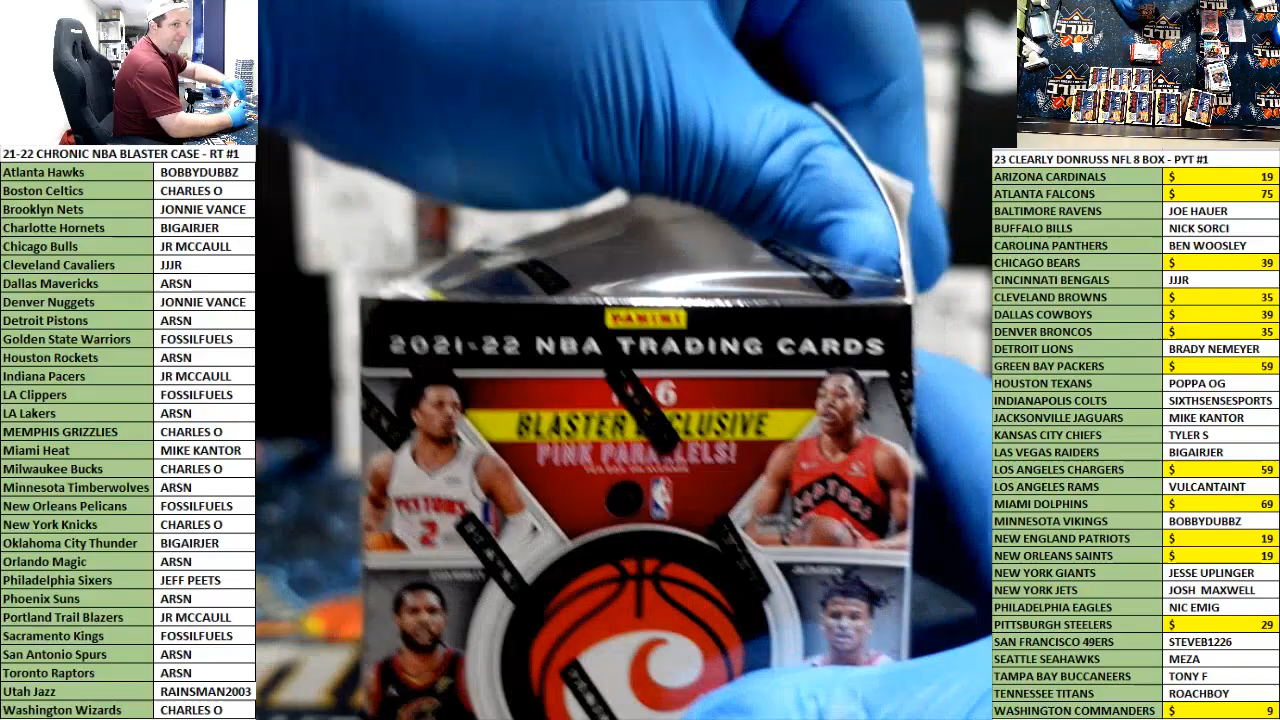 21-22 CHRONIC NBA BLASTER CASE - RT #1
Atlanta Hawks BOBBYDUBBZ
Boston Celtics CHARLES O
Brooklyn Nets JONNIE VANCE
Charlotte Hornets BIGAIRJER
Chicago Bulls JR MCCAULL
Cleveland Cavaliers JJJR
Dallas Mavericks ARSN
Denver Nuggets JONNIE VANCE
Detroit Pistons ARSN
Golden State Warriors FOSSILFUELS
Houston Rockets ARSN
Indiana Pacers JR MCCAULL
LA Clippers FOSSILFUELS
LA Lakers ARSN
MEMPHIS GRIZZLIES CHARLES O
Miami Heat MIKE KANTOR
Milwaukee Bucks CHARLES O
Minnesota Timberwolves ARSN
New Orleans Pelicans FOSSILFUELS
New York Knicks CHARLES O
Oklahoma City Thunder BIGAIRJER
Orlando Magic ARSN
Philadelphia Sixers JEFF PEETS
Phoenix Suns ARSN
Portland Trail Blazers JR MCCAULL
Sacramento Kings FOSSILFUELS
San Antonio Spurs ARSN
Toronto Raptors ARSN
Utah Jazz RAINSMAN2003
Washington Wizards CHARLES O
PANINI
2021-22 NBA TRADING CARDS
BLASTER EXCLUSIVE
PINK PARALLELS!
PISTONS
2
23 CLEARLY DONRUSS NFL 8 BOX - PYT #1
ARIZONA CARDINALS $ 19
ATLANTA FALCONS $ 75
BALTIMORE RAVENS JOE HAUER
BUFFALO BILLS NICK SORCI
CAROLINA PANTHERS BEN WOOSLEY
CHICAGO BEARS $ 39
CINCINNATI BENGALS JJJR
CLEVELAND BROWNS $ 35
DALLAS COWBOYS $ 39
DENVER BRONCOS $ 35
DETROIT LIONS BRADY NEMEYER
GREEN BAY PACKERS $ 59
HOUSTON TEXANS POPPA OG
INDIANAPOLIS COLTS SIXTHSENSESPORTS
JACKSONVILLE JAGUARS MIKE KANTOR
KANSAS CITY CHIEFS TYLER S
LAS VEGAS RAIDERS BIGAIRJER
LOS ANGELES CHARGERS $ 59
LOS ANGELES RAMS VULCANTAINT
MIAMI DOLPHINS $ 69
MINNESOTA VIKINGS BOBBYDUBBZ
NEW ENGLAND PATRIOTS $ 19
NEW ORLEANS SAINTS $ 19
NEW YORK GIANTS JESSE UPLINGER
NEW YORK JETS JOSH MAXWELL
PHILADELPHIA EAGLES NIC EMIG
PITTSBURGH STEELERS $ 29
SAN FRANCISCO 49ERS STEVEB1226
SEATTLE SEAHAWKS MEZA
TAMPA BAY BUCCANEERS TONY F
TENNESSEE TITANS ROACHBOY
WASHINGTON COMMANDERS $ 9